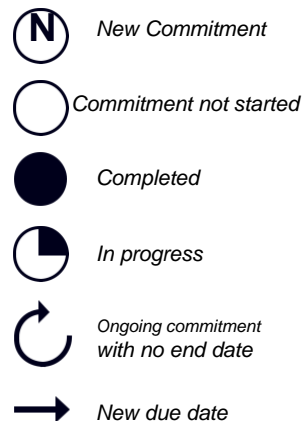 N New Commitment
Commitment not started
Completed
In progress
Ongoing commitment
with no end date
New due date